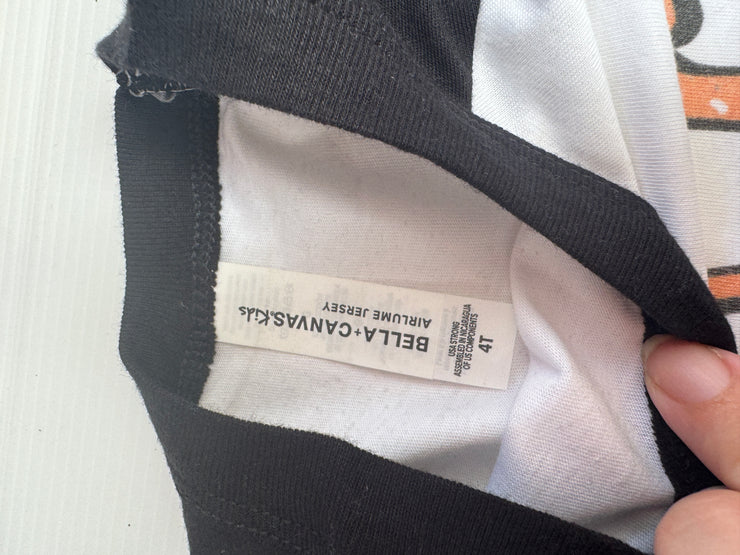 BELLA+CANVAS.Kids
AIRLUME JERSEY
USA STRONG
ASSEMBLED IN NICARAGUA
OF US COMPONENTS
4T